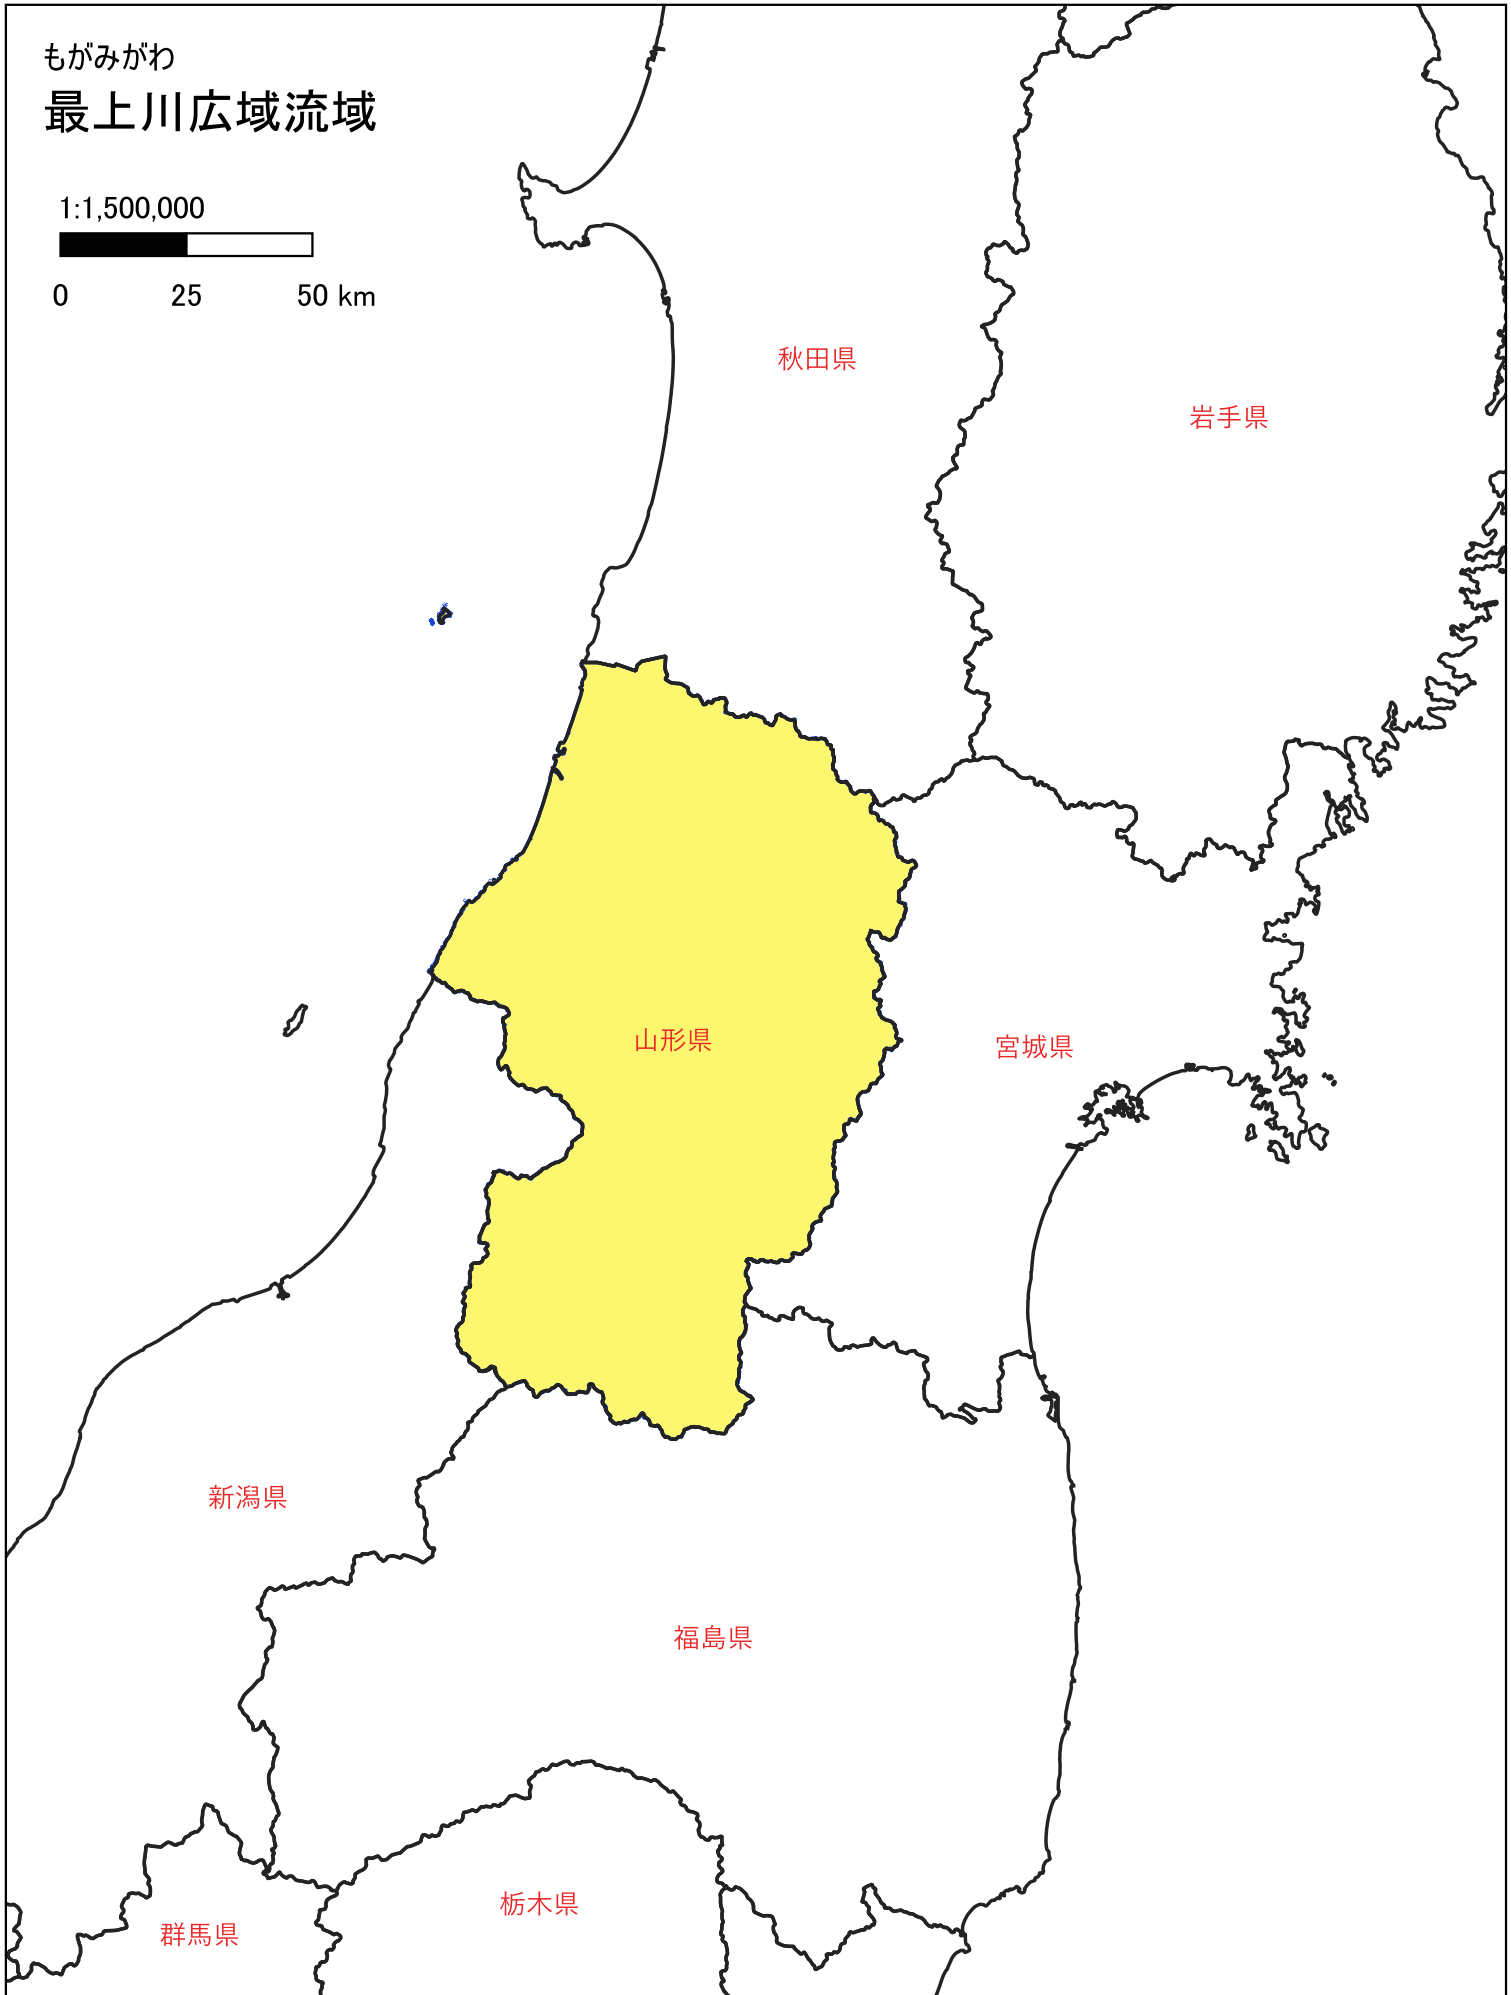 もがみがわ
最上川広域流域
1:1,500,000
0 25 50 km
秋田県
岩手県
山形県
宮城県
新潟県
福島県
栃木県
群馬県